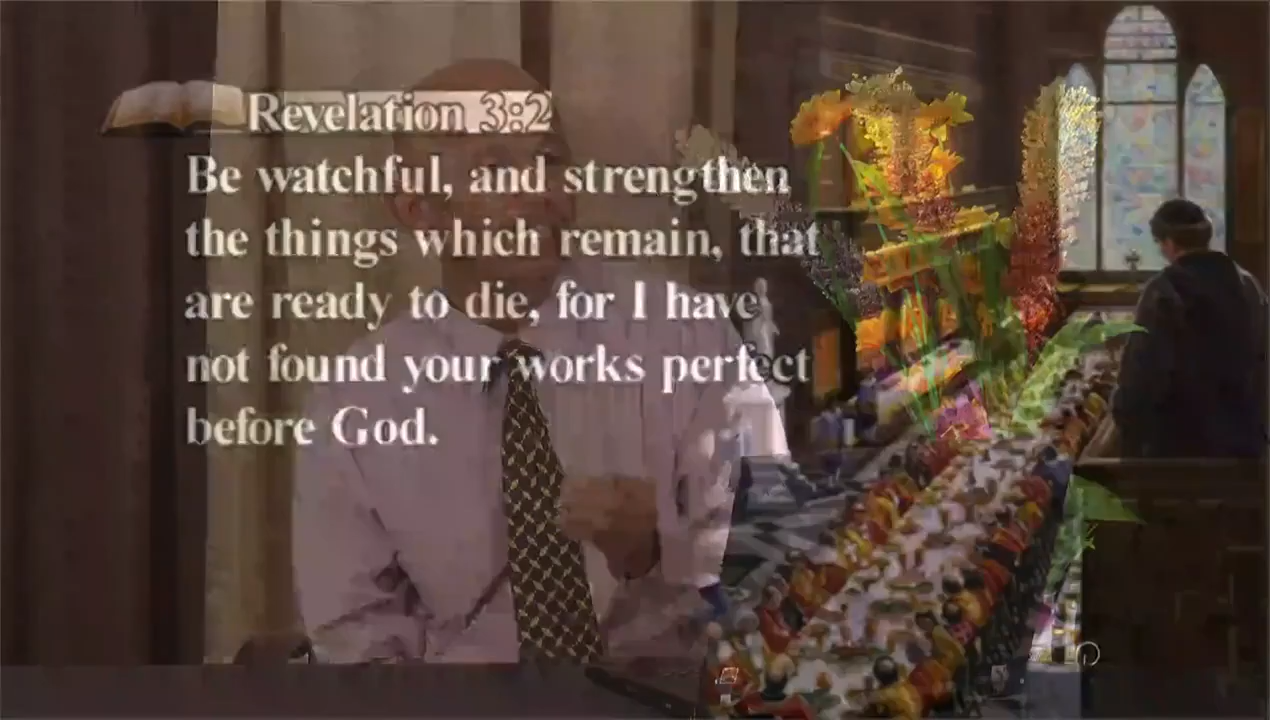 Revelation 3:2
Be watchful, and strengthen
the things which remain, that
are ready to die, for I have
not found your works perfect
before God.